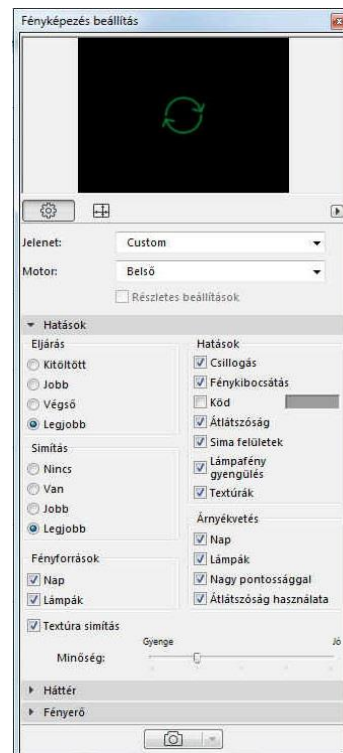 Fényképezés beállítás
Jelenet: Custom
Motor: Belső
Részletes beállítások
Hatások
Eljárás
Kitöltött
Jobb
Végső
Legjobb
Simítás
Nincs
Van
Jobb
Legjobb
Fényforrások
Nap
Lámpák
Hatások
Csillogás
Fénykibocsátás
Köd
Átlátszóság
Sima felületek
Lámpafény
gyengülés
Textúrák
Árnyékvetés
Nap
Lámpák
Nagy pontossággal
Átlátszóság használata
Textúra simítás
Gyenge Jó
Minőség:
Háttér
Fényerő